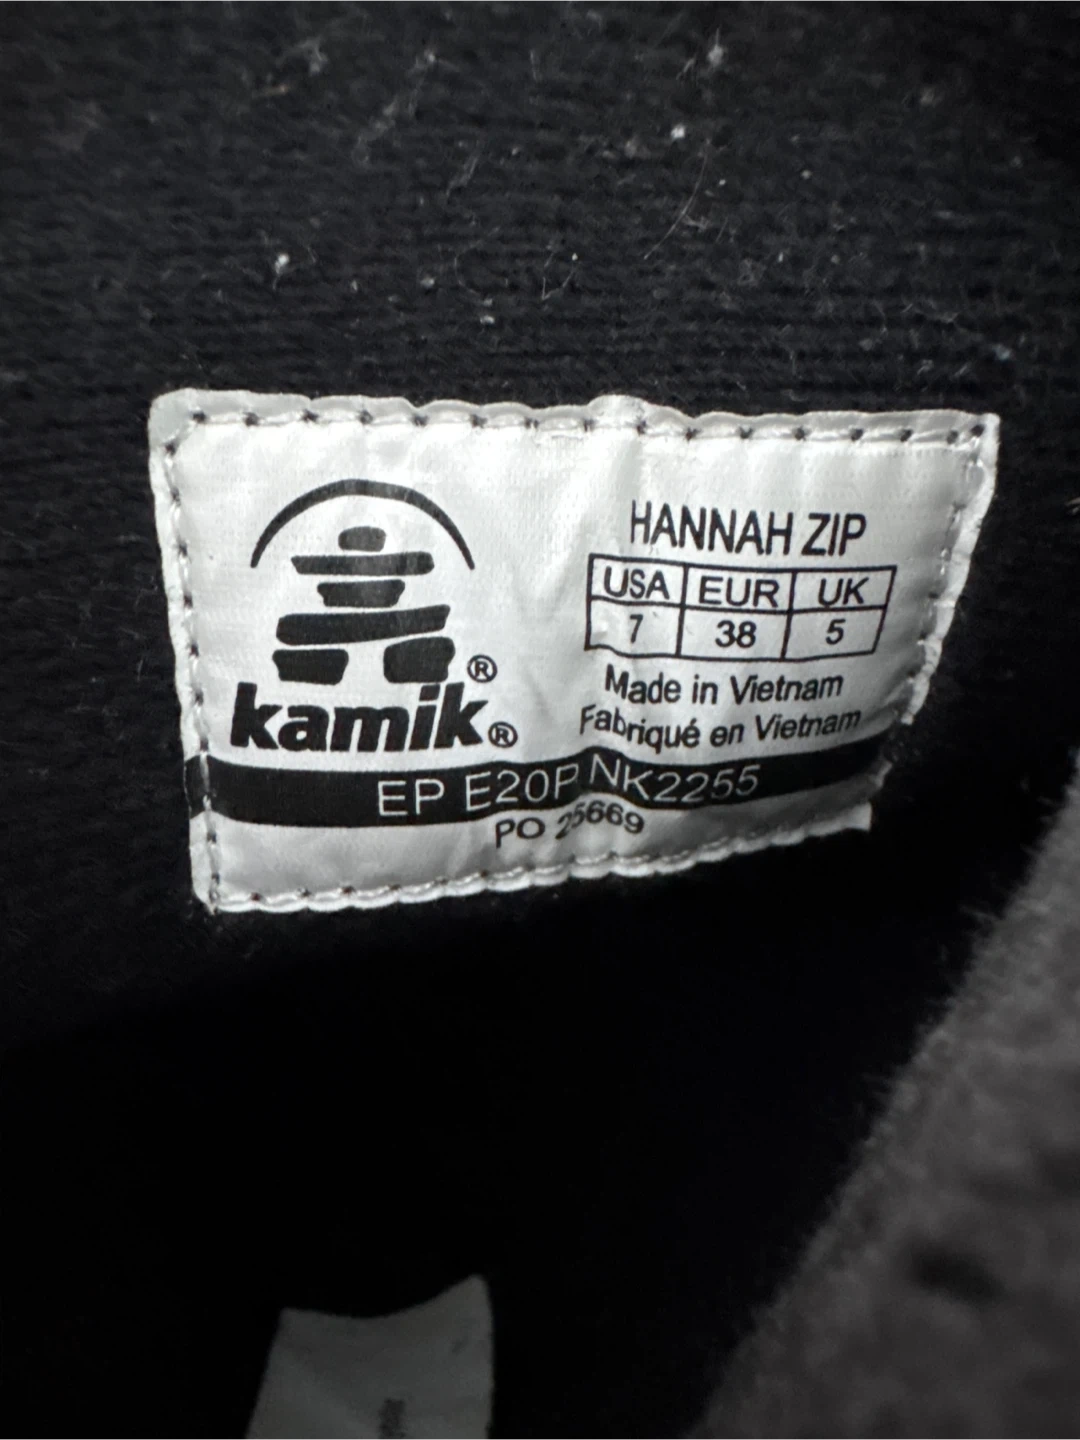 HANNAH ZIP
USA EUR UK
7 38 5
Made in Vietnam
Fabriqué en Vietnam
®
kamik®
EP E20P NK2255
PO 25669